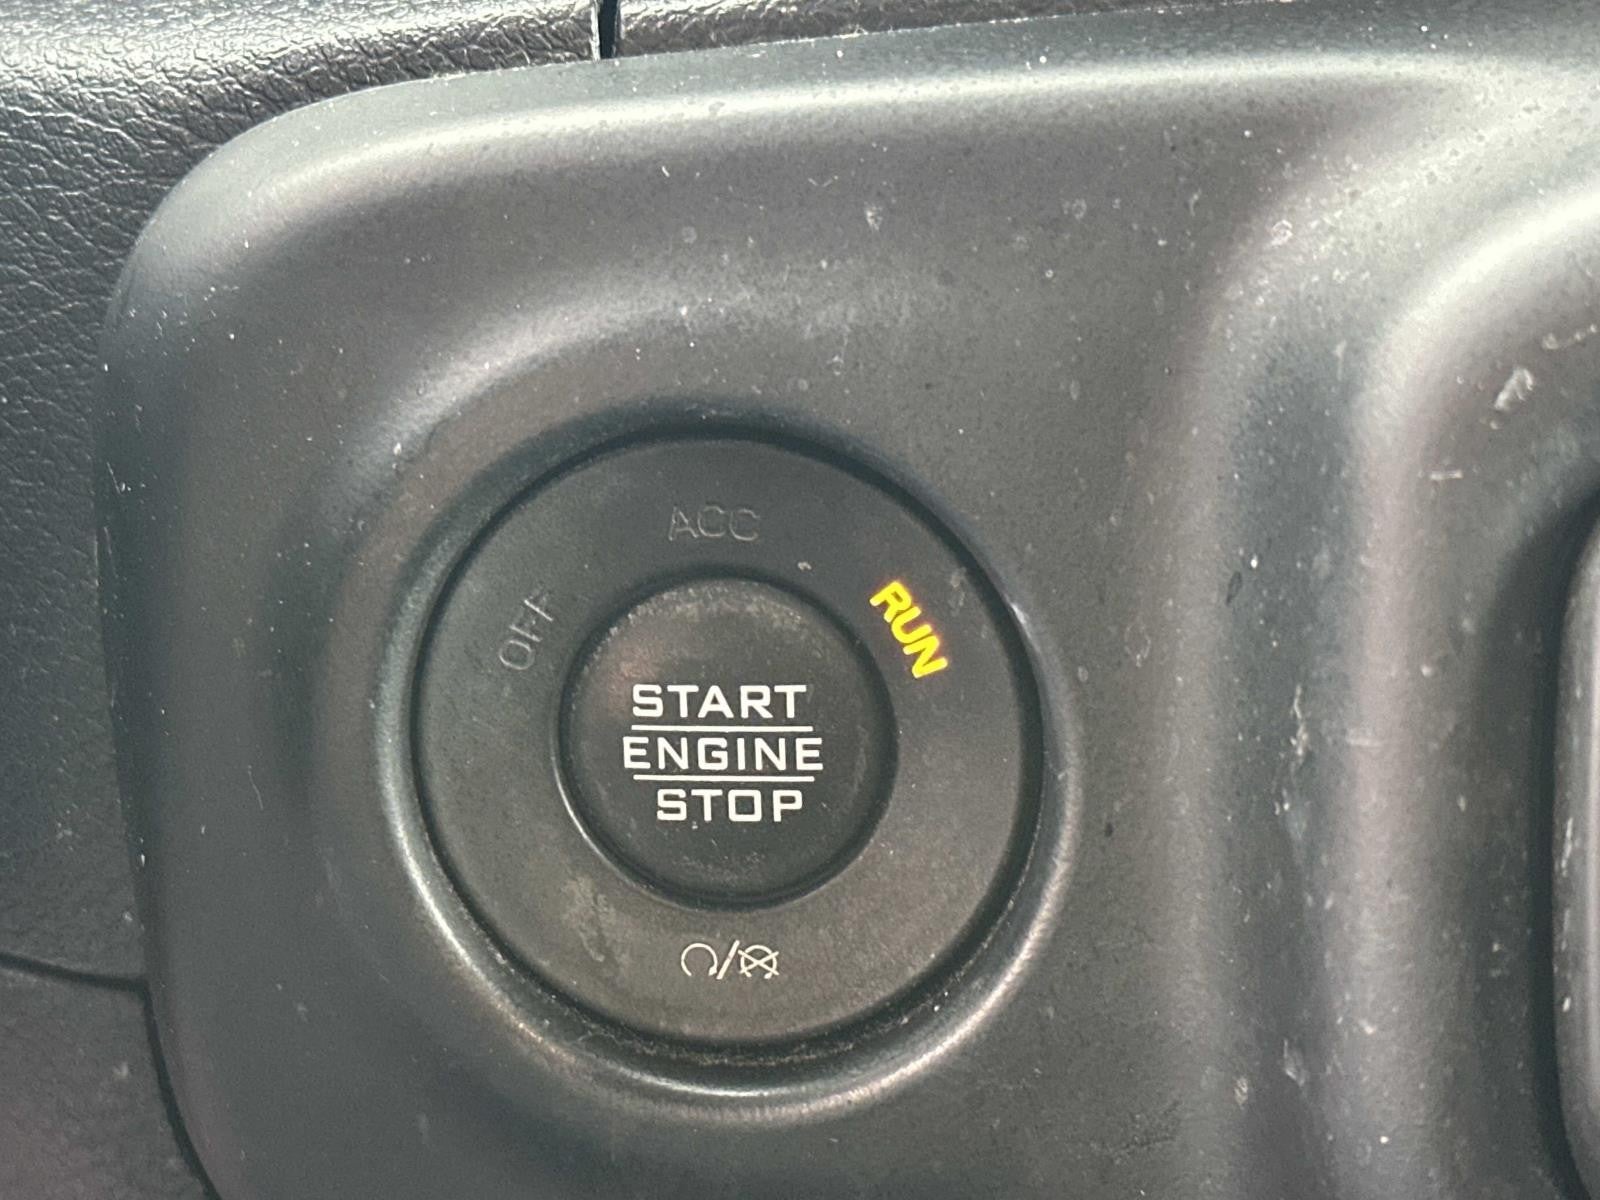 ACC
OFF
RUN
START
ENGINE
STOP